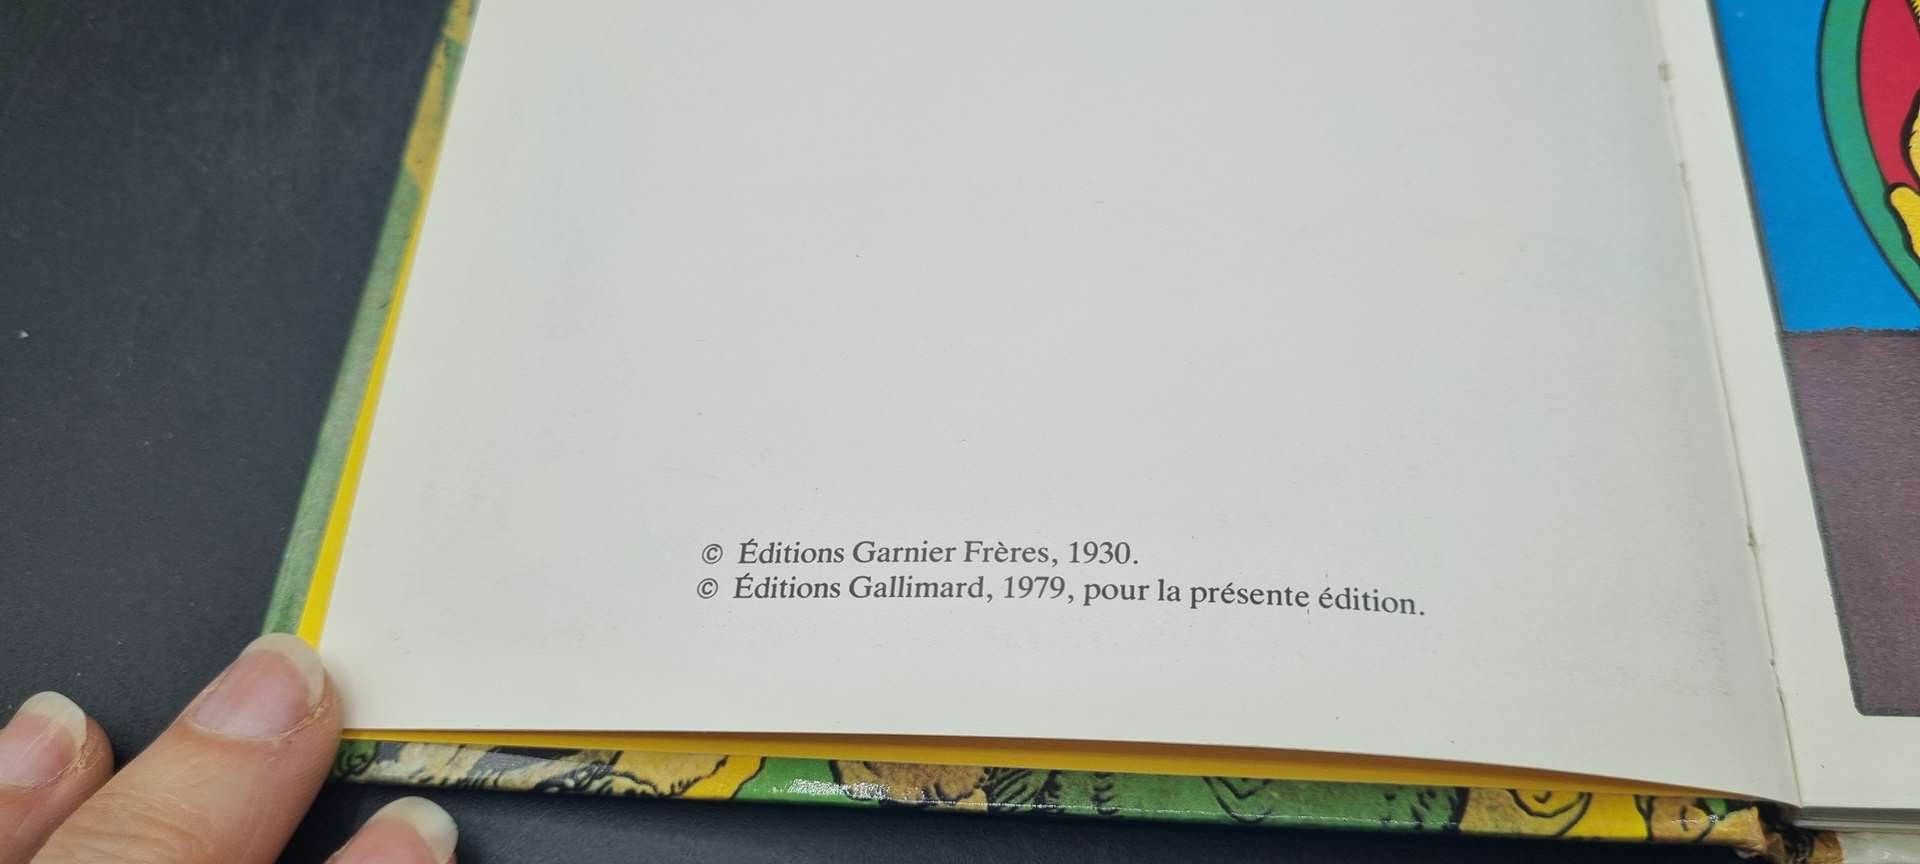 © Éditions Garnier Frères, 1930.
© Éditions Gallimard, 1979, pour la présente édition.